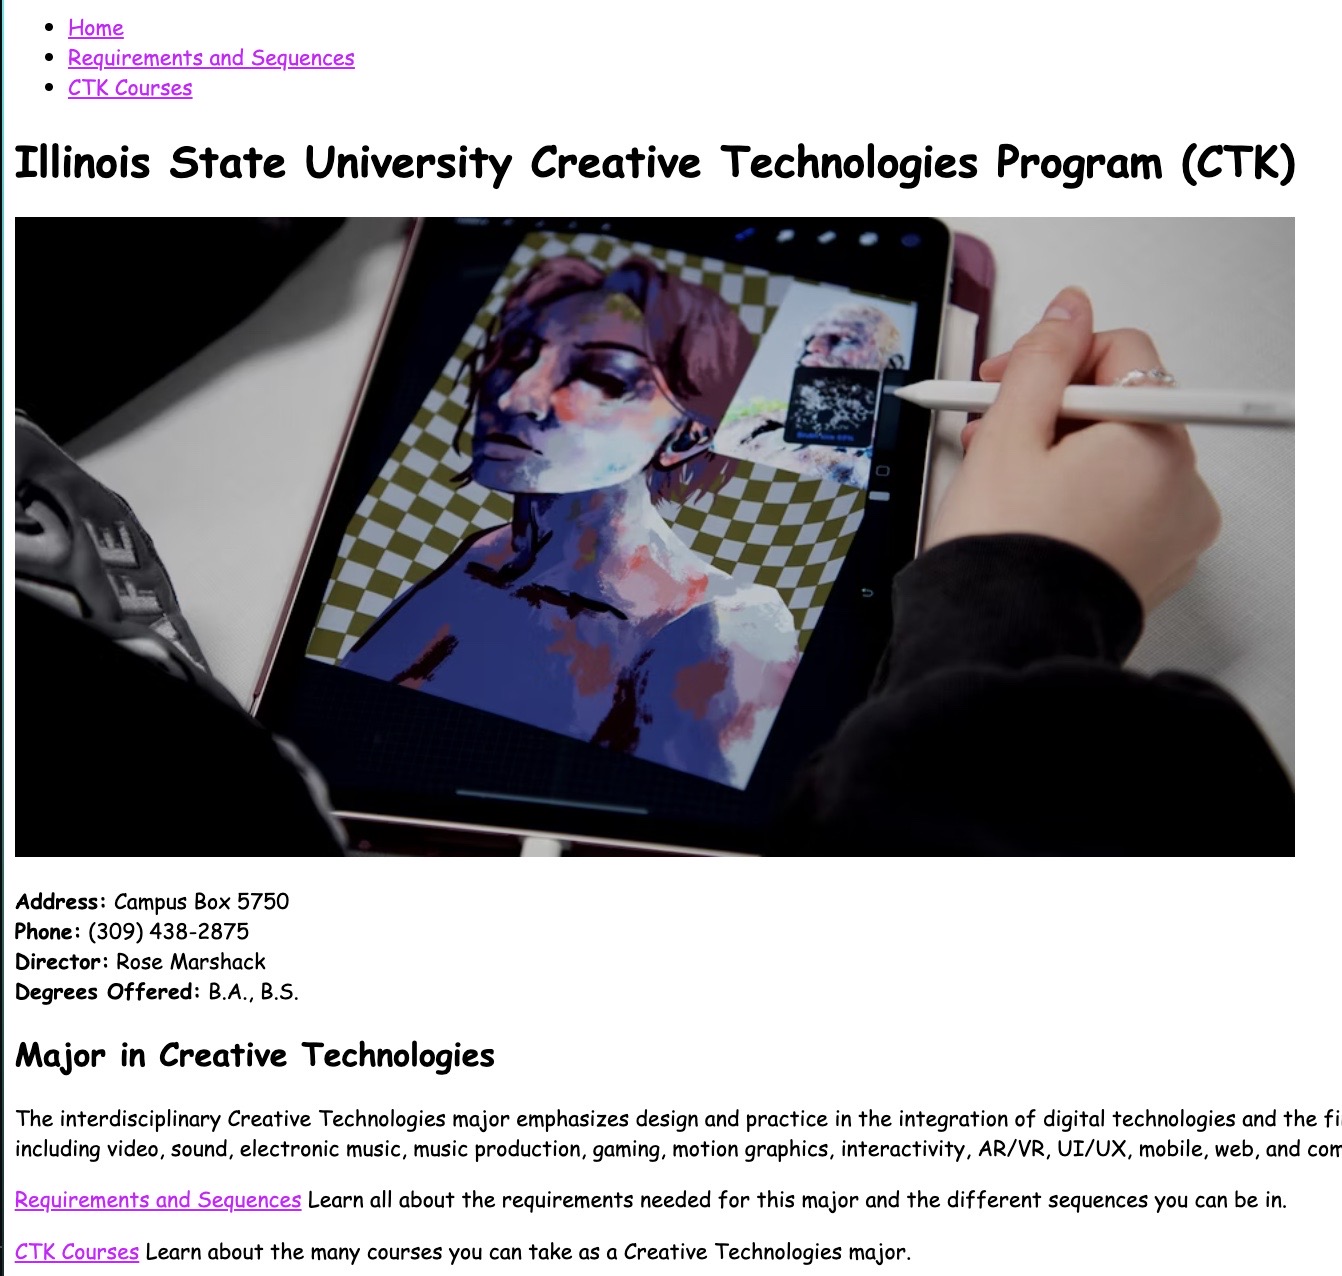 Home
Requirements and Sequences
CTK Courses
Illinois State University Creative Technologies Program (CTK)
Address: Campus Box 5750
Phone: (309) 438-2875
Director: Rose Marshack
Degrees Offered: B.A., B.S.
Major in Creative Technologies
The interdisciplinary Creative Technologies major emphasizes design and practice in the integration of digital technologies and the
including video, sound, electronic music, music production, gaming, motion graphics, interactivity, AR/VR, UI/UX, mobile, web, and
Requirements and Sequences Learn all about the requirements needed for this major and the different sequences you can be in.
CTK Courses Learn about the many courses you can take as a Creative Technologies major.